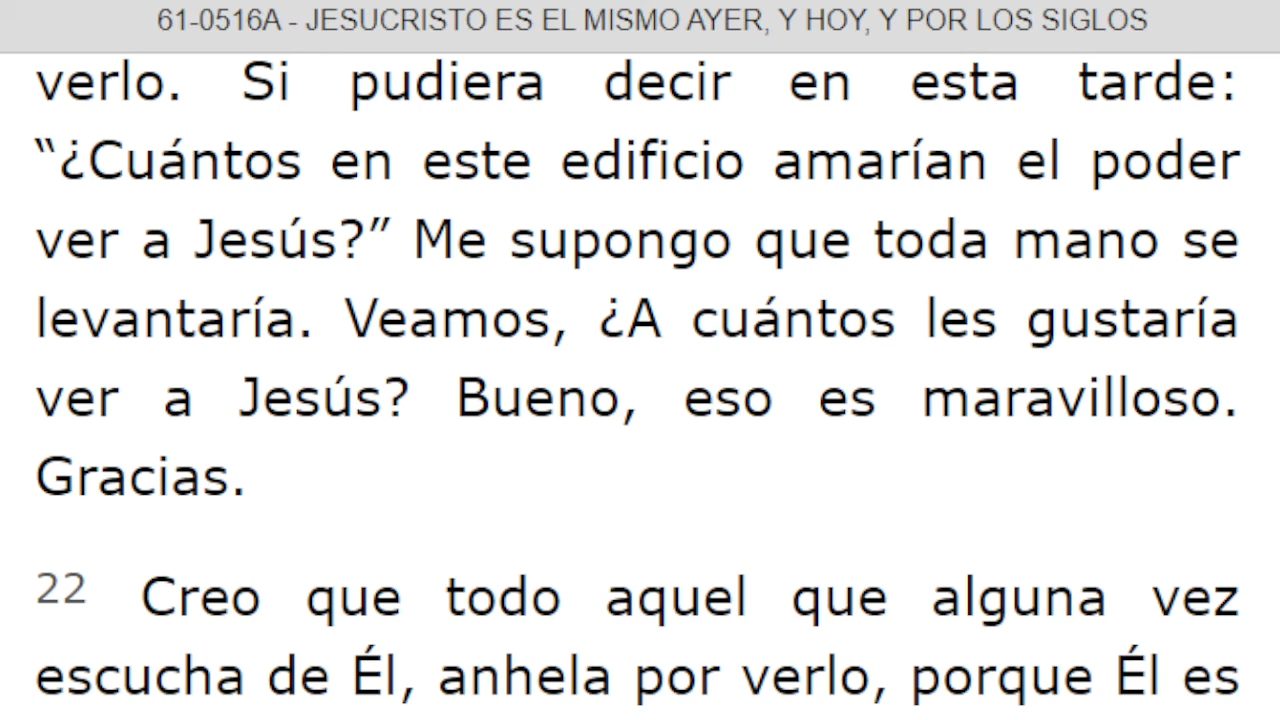 61-0516A - JESUCRISTO ES EL MISMO AYER, Y HOY, Y POR LOS SIGLOS
verlo. Si pudiera decir en esta tarde:
“¿Cuántos en este edificio amarían el poder
ver a Jesús?” Me supongo que toda mano se
levantaría. Veamos, ¿A cuántos les gustaría
ver a Jesús? Bueno, eso es maravilloso.
Gracias.
22 Creo que todo aquel que alguna vez
escucha de Él, anhela por verlo, porque Él es